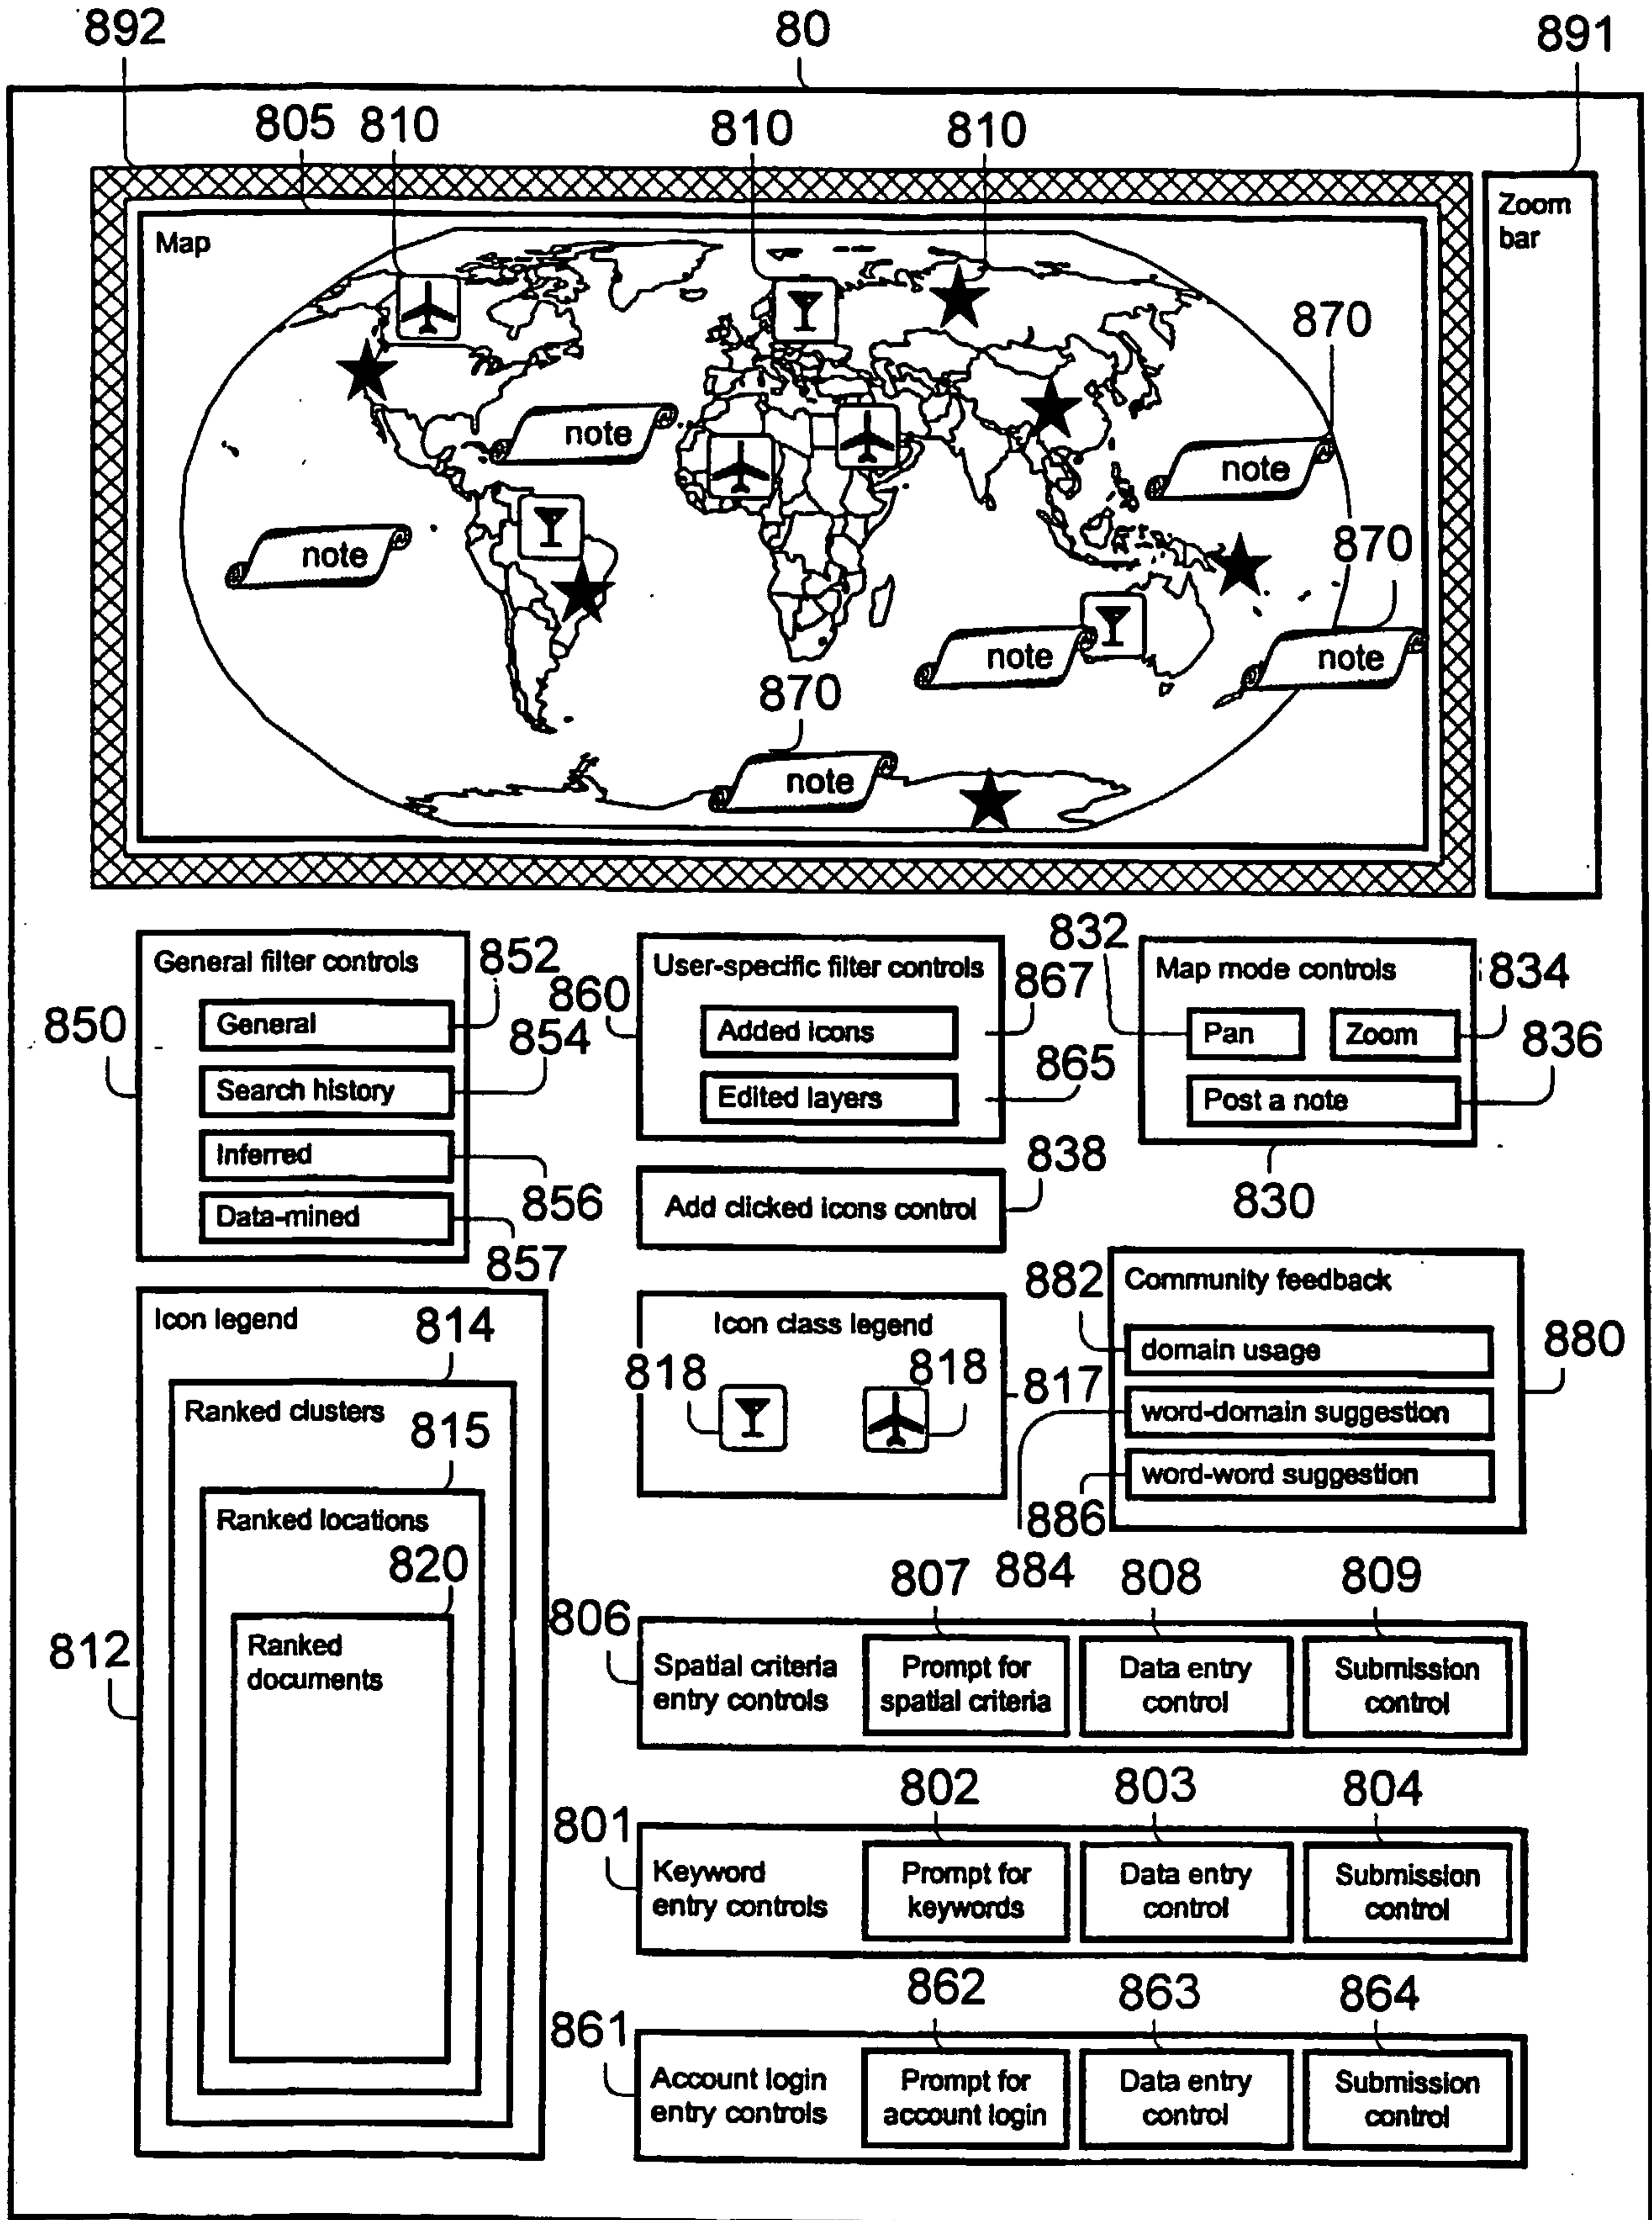 892
80
891
805 810
810
810
Map
Zoom
bar
870
note
note
870
note
note
note
870
note
General filter controls
852
General
850
854
Search history
Inferred
856
Data-mined
857
User-specific filter controls
860
867
Added icons
865
Edited layers
838
Add clicked icons control
832
Map mode controls
834
Pan
Zoom
836
Post a note
830
Icon legend
814
Ranked clusters
815
Ranked locations
820
Ranked
documents
812
Icon class legend
818
818
817
882
Community feedback
880
domain usage
word-domain suggestion
word-word suggestion
886
884
807
808
809
806
Spatial criteria
entry controls
Prompt for
spatial criteria
Data entry
control
Submission
control
802
803
804
801
Keyword
entry controls
Prompt for
keywords
Data entry
control
Submission
control
862
863
864
861
Account login
entry controls
Prompt for
account login
Data entry
control
Submission
control